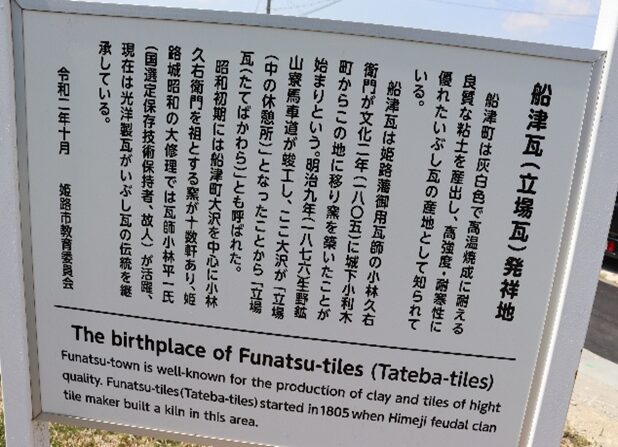 船津瓦(立場瓦)発祥地
船津町は灰白色で高温焼成に耐える
良質な粘土を産出し、高強度・耐寒性に
優れたいぶし瓦の産地として知られて
いる。
船津瓦は姫路藩御用瓦師の小林久右
衛門が文化二年(一八〇五)に城下小利木
町からこの地に移り窯を築いたことが
始まりという。明治九年(一八七六)生野鉱
山寮馬車道が竣工し、ここ大沢が「立場
(中の休憩所)」となったことから「立場
瓦(たてばかわら)」とも呼ばれた。
昭和初期には船津町大沢を中心に小林
久右衛門を祖とする窯が十数軒あり、姫
路城昭和の大修理では瓦師小林平一氏
(国選定保存技術保持者、故人)が活躍、
現在は光洋製瓦がいぶし瓦の伝統を継
承している。
令和二年十月 姫路市教育委員会
The birthplace of Funatsu-tiles (Tateba-tiles)
Funatsu-town is well-known for the production of clay and tiles of hight
quality. Funatsu-tiles(Tateba-tiles) started in 1805 when Himeji feudal clan
tile maker built a kiln in this area.